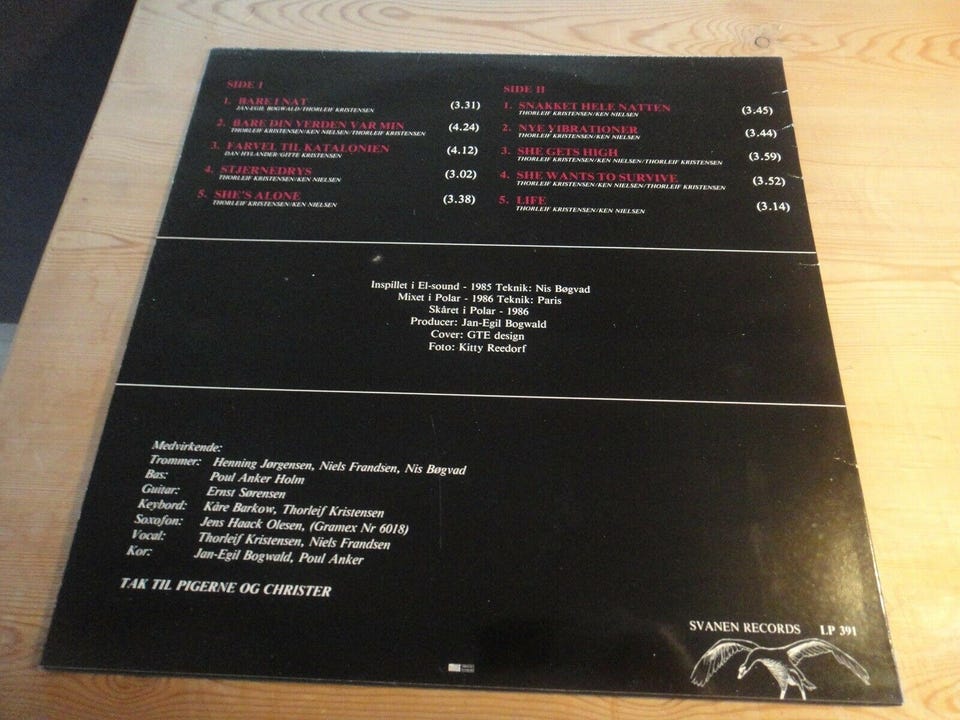 SIDE I
1. BARE I NAT (3.31)
JAN-EGIL BOGWALD/THORLEIF KRISTENSEN
2. BARE DIN VERDEN VAR MIN (4.24)
THORLEIF KRISTENSEN/KEN NIELSEN/THORLEIF KRISTENSEN
3. FARVEL TIL KATALONIEN (4.12)
DAN HYLANDER/GITTE KRISTENSEN
4. STJERNEDRYS (3.02)
THORLEIF KRISTENSEN/KEN NIELSEN
5. SHE'S ALONE (3.38)
THORLEIF KRISTENSEN/KEN NIELSEN
SIDE II
1. SNAKKET HELE NATTEN (3.45)
THORLEIF KRISTENSEN/KEN NIELSEN
2. NYE VIBRATIONER (3.44)
THORLEIF KRISTENSEN/KEN NIELSEN
3. SHE GETS HIGH (3.59)
THORLEIF KRISTENSEN/KEN NIELSEN/THORLEIF KRISTENSEN
4. SHE WANTS TO SURVIVE (3.52)
THORLEIF KRISTENSEN/KEN NIELSEN/THORLEIF KRISTENSEN
5. LIFE (3.14)
THORLEIF KRISTENSEN/KEN NIELSEN
Inspillet i El-sound - 1985 Teknik: Nis Bøgvad
Mixet i Polar - 1986 Teknik: Paris
Skåret i Polar - 1986
Producer: Jan-Egil Bogwald
Cover: GTE design
Foto: Kitty Reedorf
Medvirkende:
Trommer: Henning Jørgensen, Niels Frandsen, Nis Bøgvad
Bas: Poul Anker Holm
Guitar: Ernst Sørensen
Keybord: Kåre Barkow, Thorleif Kristensen
Saxofon: Jens Haack Olesen, (Gramex Nr 6018)
Vocal: Thorleif Kristensen, Niels Frandsen
Kor: Jan-Egil Bogwald, Poul Anker
TAK TIL PIGERNE OG CHRISTER
SVANEN RECORDS LP 391